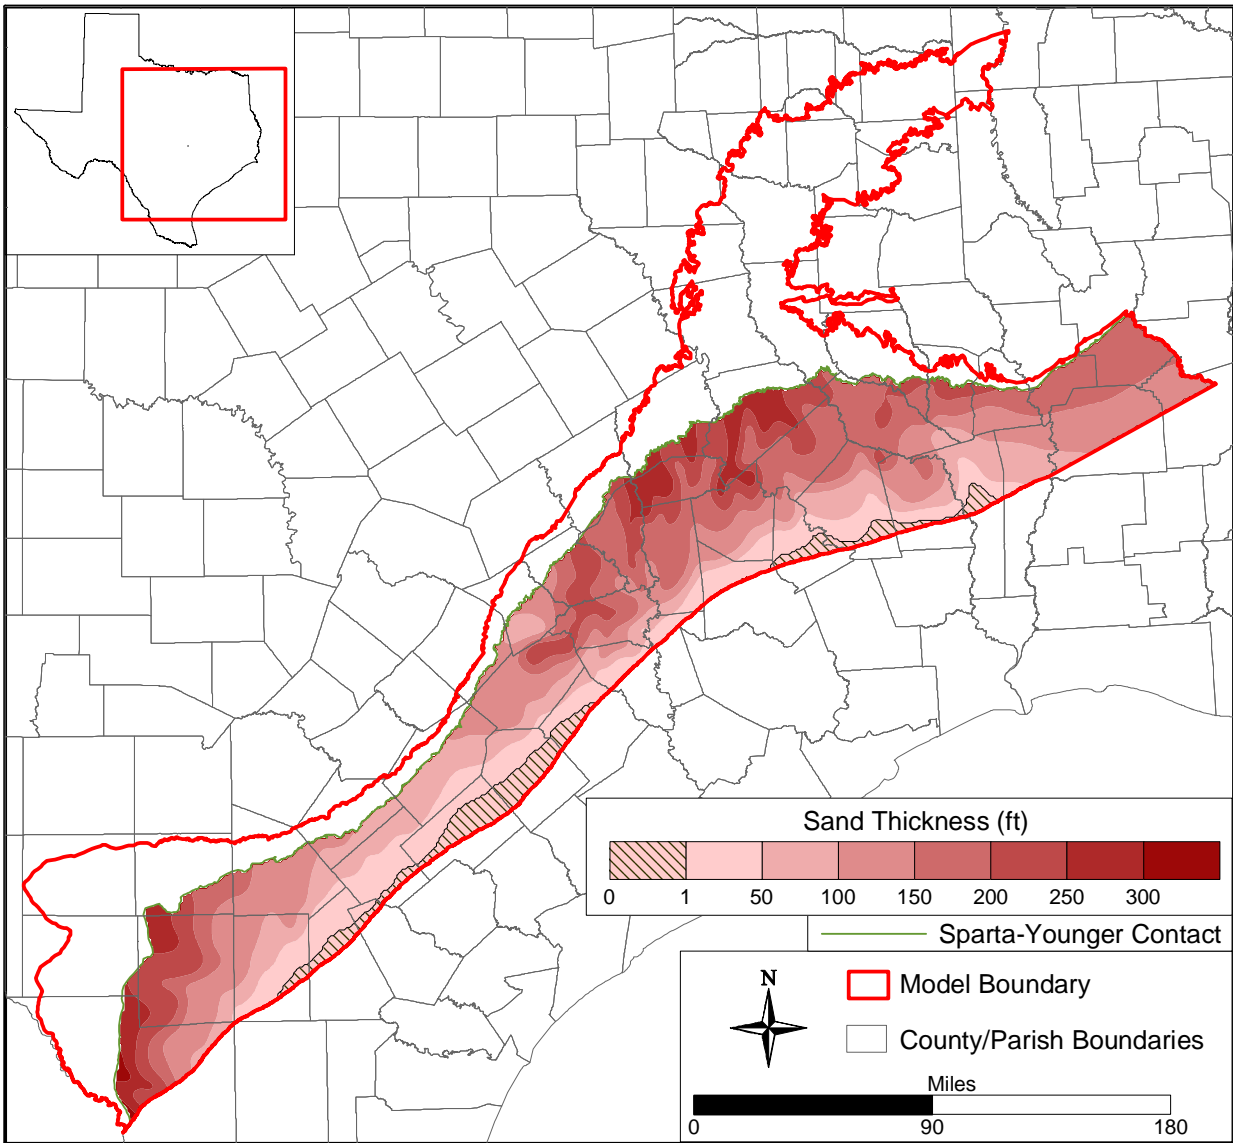 Sand Thickness (ft)
0 1 50 100 150 200 250 300
Sparta-Younger Contact
N
Model Boundary
County/Parish Boundaries
Miles
0 90 180